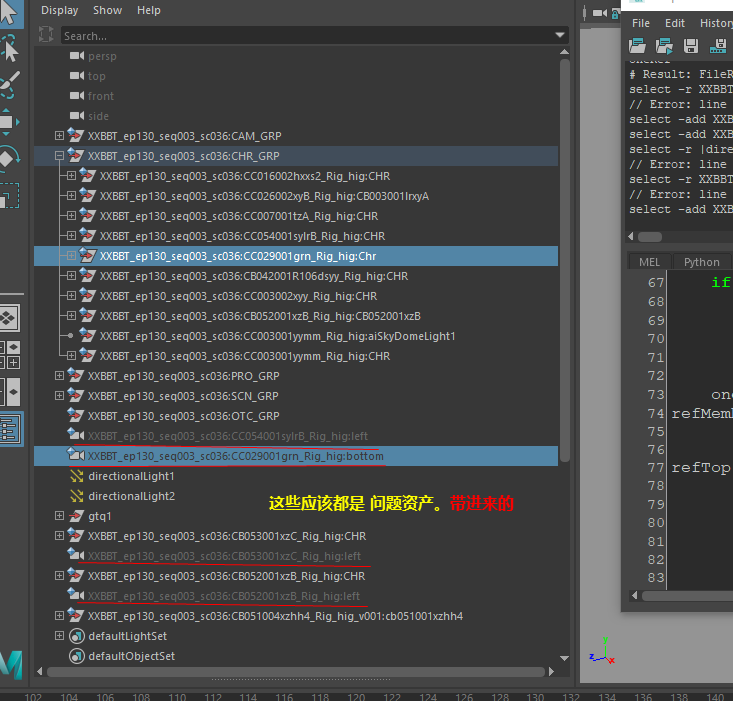 Display Show Help
File Edit History
Search...
persp
top
front
side
XXBBT_ep130_seq003_sc036:CAM_GRP
XXBBT_ep130_seq003_sc036:CHR_GRP
XXBBT_ep130_seq003_sc036:CC016002hxxs2_Rig_hig:CHR
XXBBT_ep130_seq003_sc036:CC026002xyB_Rig_hig:CB003001lrxyA
XXBBT_ep130_seq003_sc036:CC007001tzA_Rig_hig:CHR
XXBBT_ep130_seq003_sc036:CC054001sylrB_Rig_hig:CHR
XXBBT_ep130_seq003_sc036:CC029001grn_Rig_hig:Chr
XXBBT_ep130_seq003_sc036:CB042001R106dsyy_Rig_hig:CHR
XXBBT_ep130_seq003_sc036:CC003002xyy_Rig_hig:CHR
XXBBT_ep130_seq003_sc036:CB052001xzB_Rig_hig:CB052001xzB
XXBBT_ep130_seq003_sc036:CC003001yymm_Rig_hig:aiSkyDomeLight1
XXBBT_ep130_seq003_sc036:CC003001yymm_Rig_hig:CHR
XXBBT_ep130_seq003_sc036:PRO_GRP
XXBBT_ep130_seq003_sc036:SCN_GRP
XXBBT_ep130_seq003_sc036:OTC_GRP
XXBBT_ep130_seq003_sc036:CC054001sylrB_Rig_hig:left
XXBBT_ep130_seq003_sc036:CC029001grn_Rig_hig:bottom
directionalLight1
directionalLight2
这些应该都是 问题资产。带进来的
gtq1
XXBBT_ep130_seq003_sc036:CB053001xzC_Rig_hig:CHR
XXBBT_ep130_seq003_sc036:CB053001xzC_Rig_hig:left
XXBBT_ep130_seq003_sc036:CB052001xzB_Rig_hig:CHR
XXBBT_ep130_seq003_sc036:CB052001xzB_Rig_hig:left
XXBBT_ep130_seq003_sc036:CB051004xzhh4_Rig_hig_v001:cb051001xzhh4
defaultLightSet
defaultObjectSet
# Result: FileR
select -r XXBBT
// Error: line
select -add XXB
select -add XXB
select -r |dire
// Error: line
select -r XXBBT
// Error: line
select -add XXB
MEL Python
67 if
68
69
70
71
72
73 one
74 refMemb
75
76
77 refTop
78
79
80
81
82
83
z x
102 104 106 108 110 112 114 116 118 120 122 124 126 128 130 132 134 136 138 140